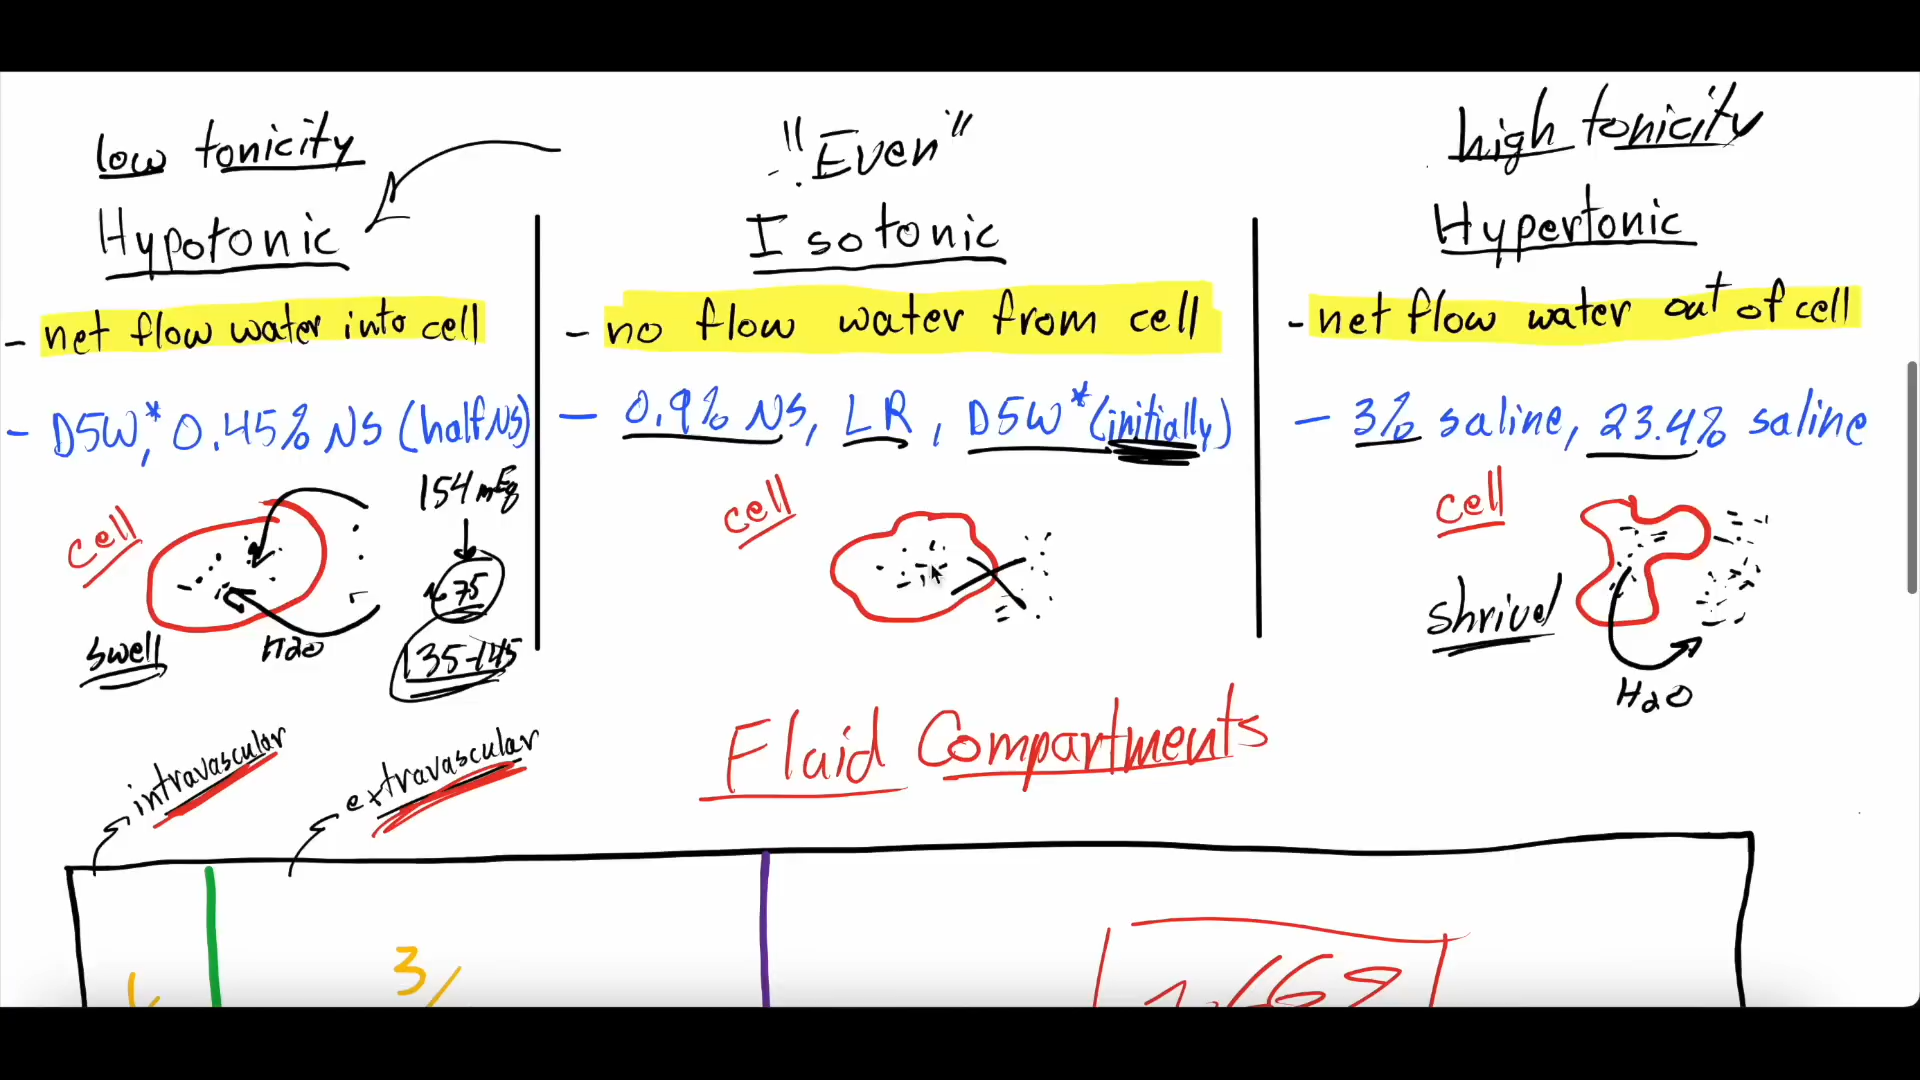 low tonicity
Hypotonic
- net flow water into cell
- D5W,* 0.45% NS (half NS)
cell
154 mEq
~75
135-145
swell
H2O
"Even"
Isotonic
- no flow water from cell
- 0.9% NS, LR, D5W* (initially)
cell
high tonicity
Hypertonic
- net flow water out of cell
- 3% saline, 23.4% saline
cell
shrivel
H2O
Fluid Compartments
intravascular
extravascular
3/